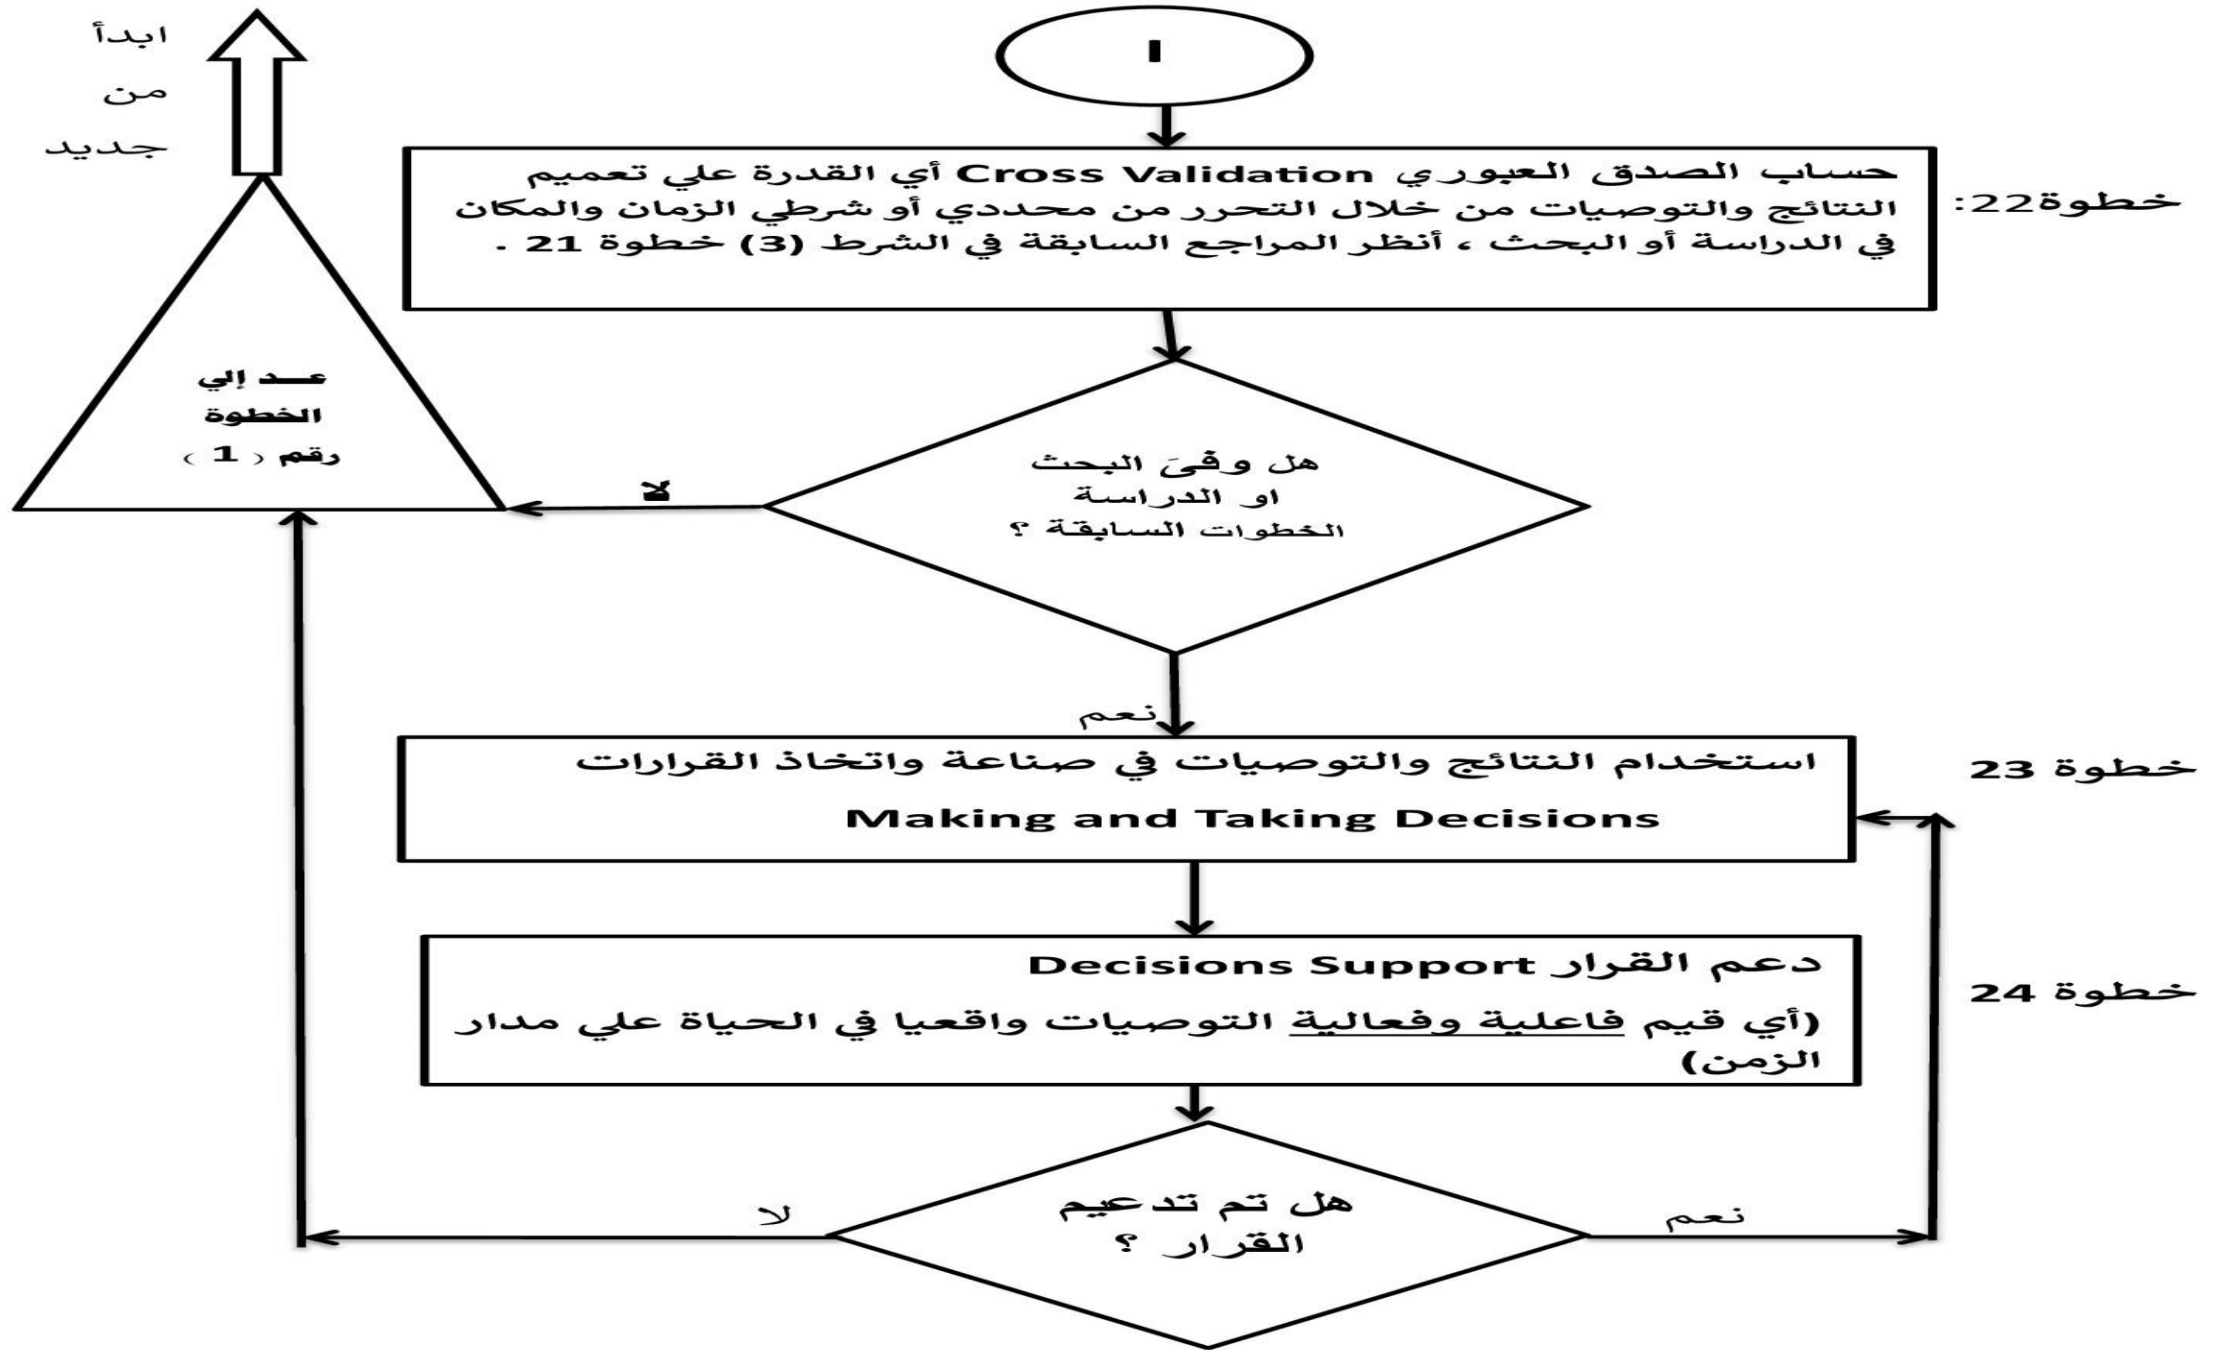 ا
ابدأ
من
جديد
خطوة22:
حساب الصدق العبوري Cross Validation أي القدرة علي تعميم
النتائج والتوصيات من خلال التحرر من محددي أو شرطي الزمان والمكان
في الدراسة أو البحث ، أنظر المراجع السابقة في الشرط (3) خطوة 21 .
هل وفىَ البحث
او الدراسة
الخطوات السابقة ؟
لا
عد إلي
الخطوة
رقم ( 1 )
نعم
خطوة 23
استخدام النتائج والتوصيات في صناعة واتخاذ القرارات
Making and Taking Decisions
خطوة 24
دعم القرار Decisions Support
(أي قيم فاعلية وفعالية التوصيات واقعيا في الحياة علي مدار
الزمن)
هل تم تدعيم
القرار ؟
نعم
لا